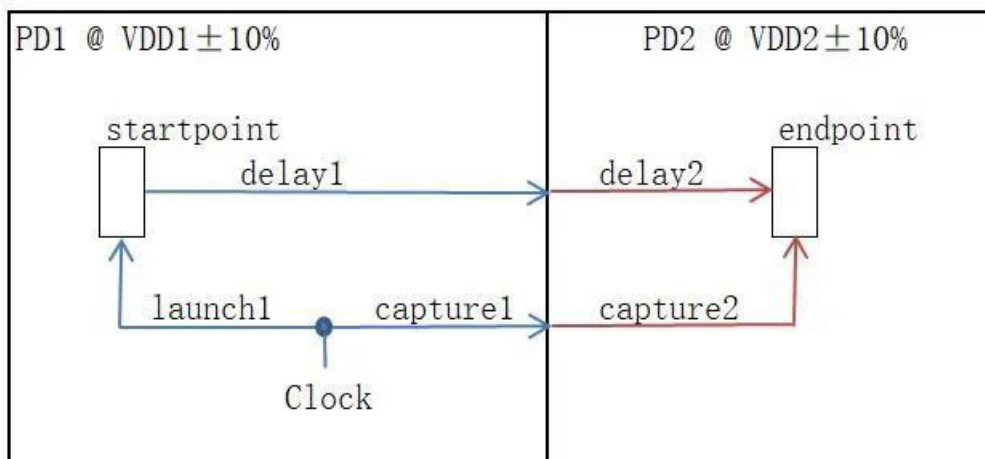 PD1 @ VDD1±10%
PD2 @ VDD2±10%
startpoint
endpoint
delay1
delay2
launch1
capture1
capture2
Clock